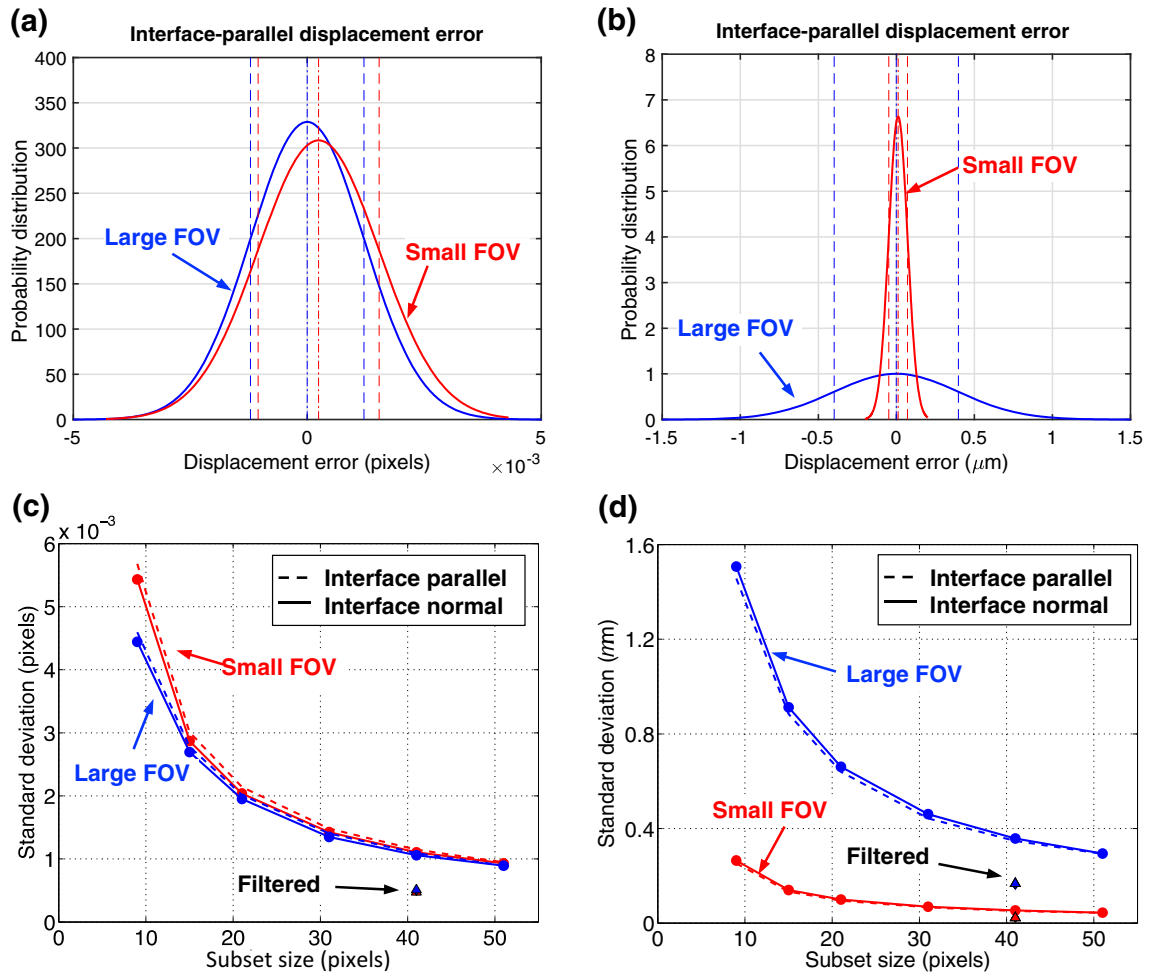 (a)
Interface-parallel displacement error
400
350
300
250
200
150
100
50
0
Probability distribution
Large FOV
Small FOV
-5
0
5
Displacement error (pixels)
×10⁻³
(b)
Interface-parallel displacement error
8
7
6
5
4
3
2
1
0
Probability distribution
Small FOV
Large FOV
-1.5
-1
-0.5
0
0.5
1
1.5
Displacement error (μm)
(c)
x 10⁻³
6
5
4
3
2
1
0
Standard deviation (pixels)
Interface parallel
Interface normal
Small FOV
Large FOV
Filtered
0
10
20
30
40
50
Subset size (pixels)
(d)
1.6
1.2
0.8
0.4
0
Standard deviation (mm)
Interface parallel
Interface normal
Large FOV
Small FOV
Filtered
0
10
20
30
40
50
Subset size (pixels)